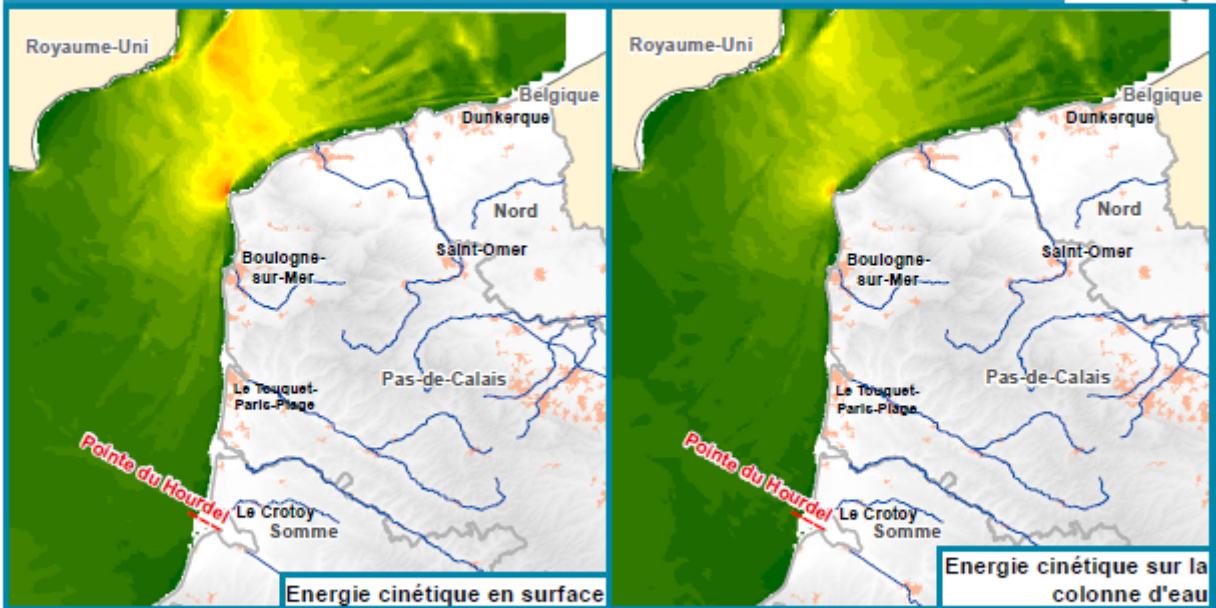 Royaume-Uni
Belgique
Dunkerque
Nord
Saint-Omer
Boulogne-
sur-Mer
Pas-de-Calais
Le Touquet-
Paris-Plage
Pointe du Hourdel
Le Crotoy
Somme
Energie cinétique en surface
Royaume-Uni
Belgique
Dunkerque
Nord
Saint-Omer
Boulogne-
sur-Mer
Pas-de-Calais
Le Touquet-
Paris-Plage
Pointe du Hourdel
Le Crotoy
Somme
Energie cinétique sur la
colonne d'eau